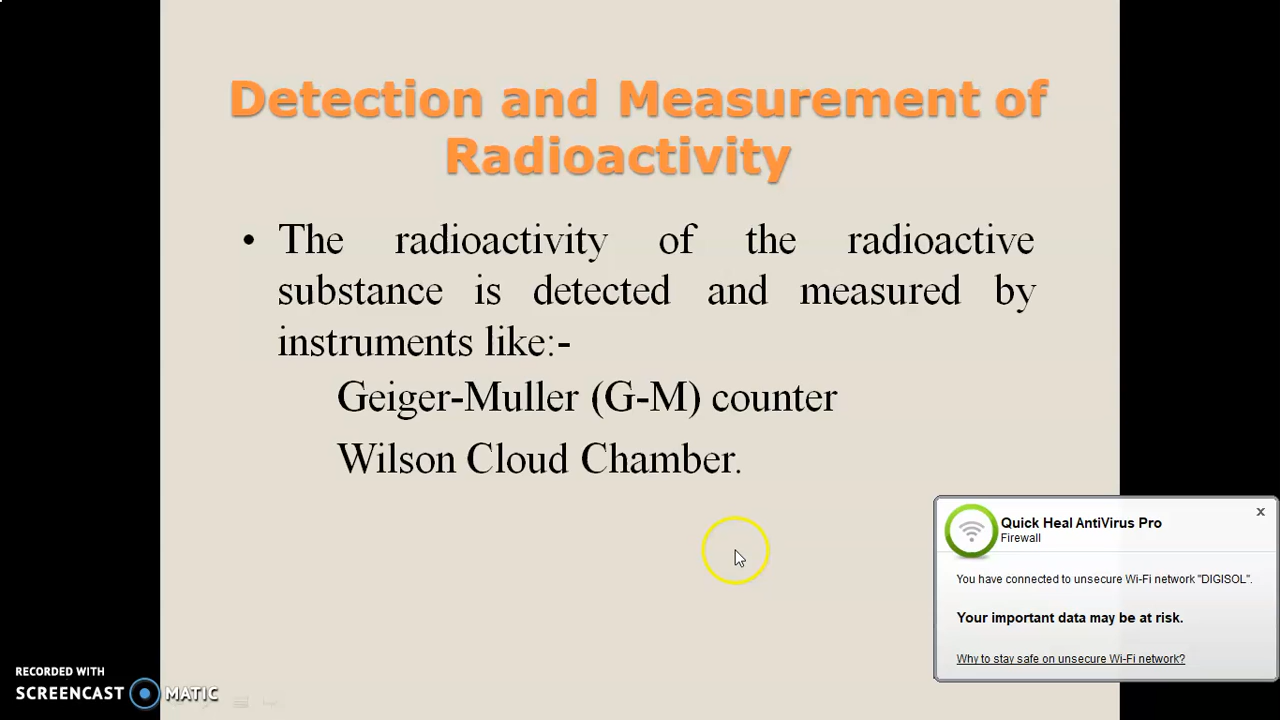 Detection and Measurement of
Radioactivity
• The radioactivity of the radioactive
substance is detected and measured by
instruments like:-
Geiger-Muller (G-M) counter
Wilson Cloud Chamber.
Quick Heal AntiVirus Pro
x
Firewall
You have connected to unsecure Wi-Fi network "DIGISOL".
Your important data may be at risk.
Why to stay safe on unsecure Wi-Fi network?
RECORDED WITH
SCREENCAST MATIC